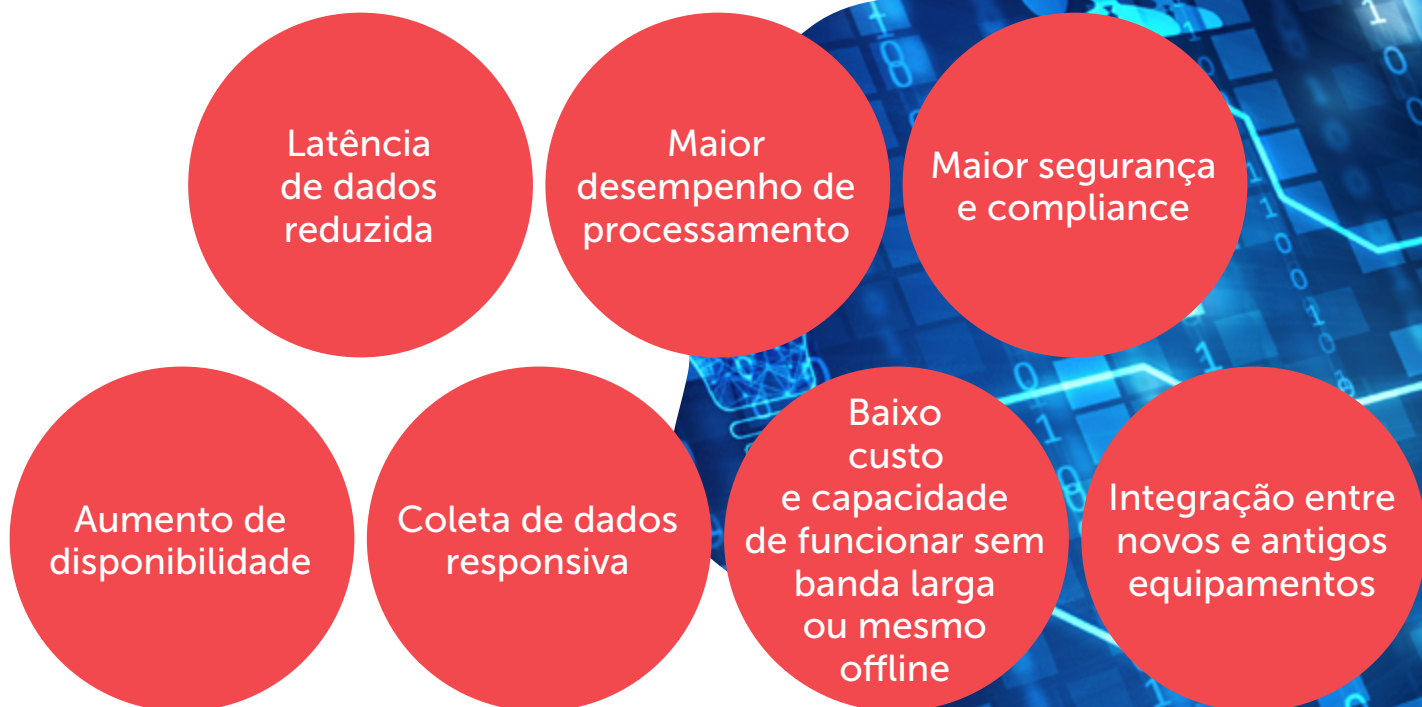 Latência
de dados
reduzida
Maior
desempenho de
processamento
Maior segurança
e compliance
Aumento de
disponibilidade
Coleta de dados
responsiva
Baixo
custo
e capacidade
de funcionar sem
banda larga
ou mesmo
offline
Integração entre
novos e antigos
equipamentos